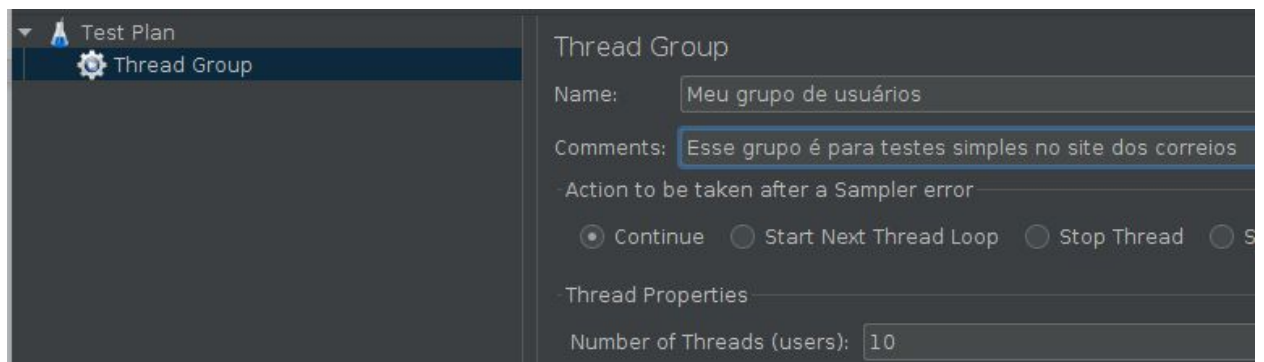 Test Plan
Thread Group
Thread Group
Name: Meu grupo de usuários
Comments: Esse grupo é para testes simples no site dos correios
Action to be taken after a Sampler error
Continue Start Next Thread Loop Stop Thread S
Thread Properties
Number of Threads (users): 10